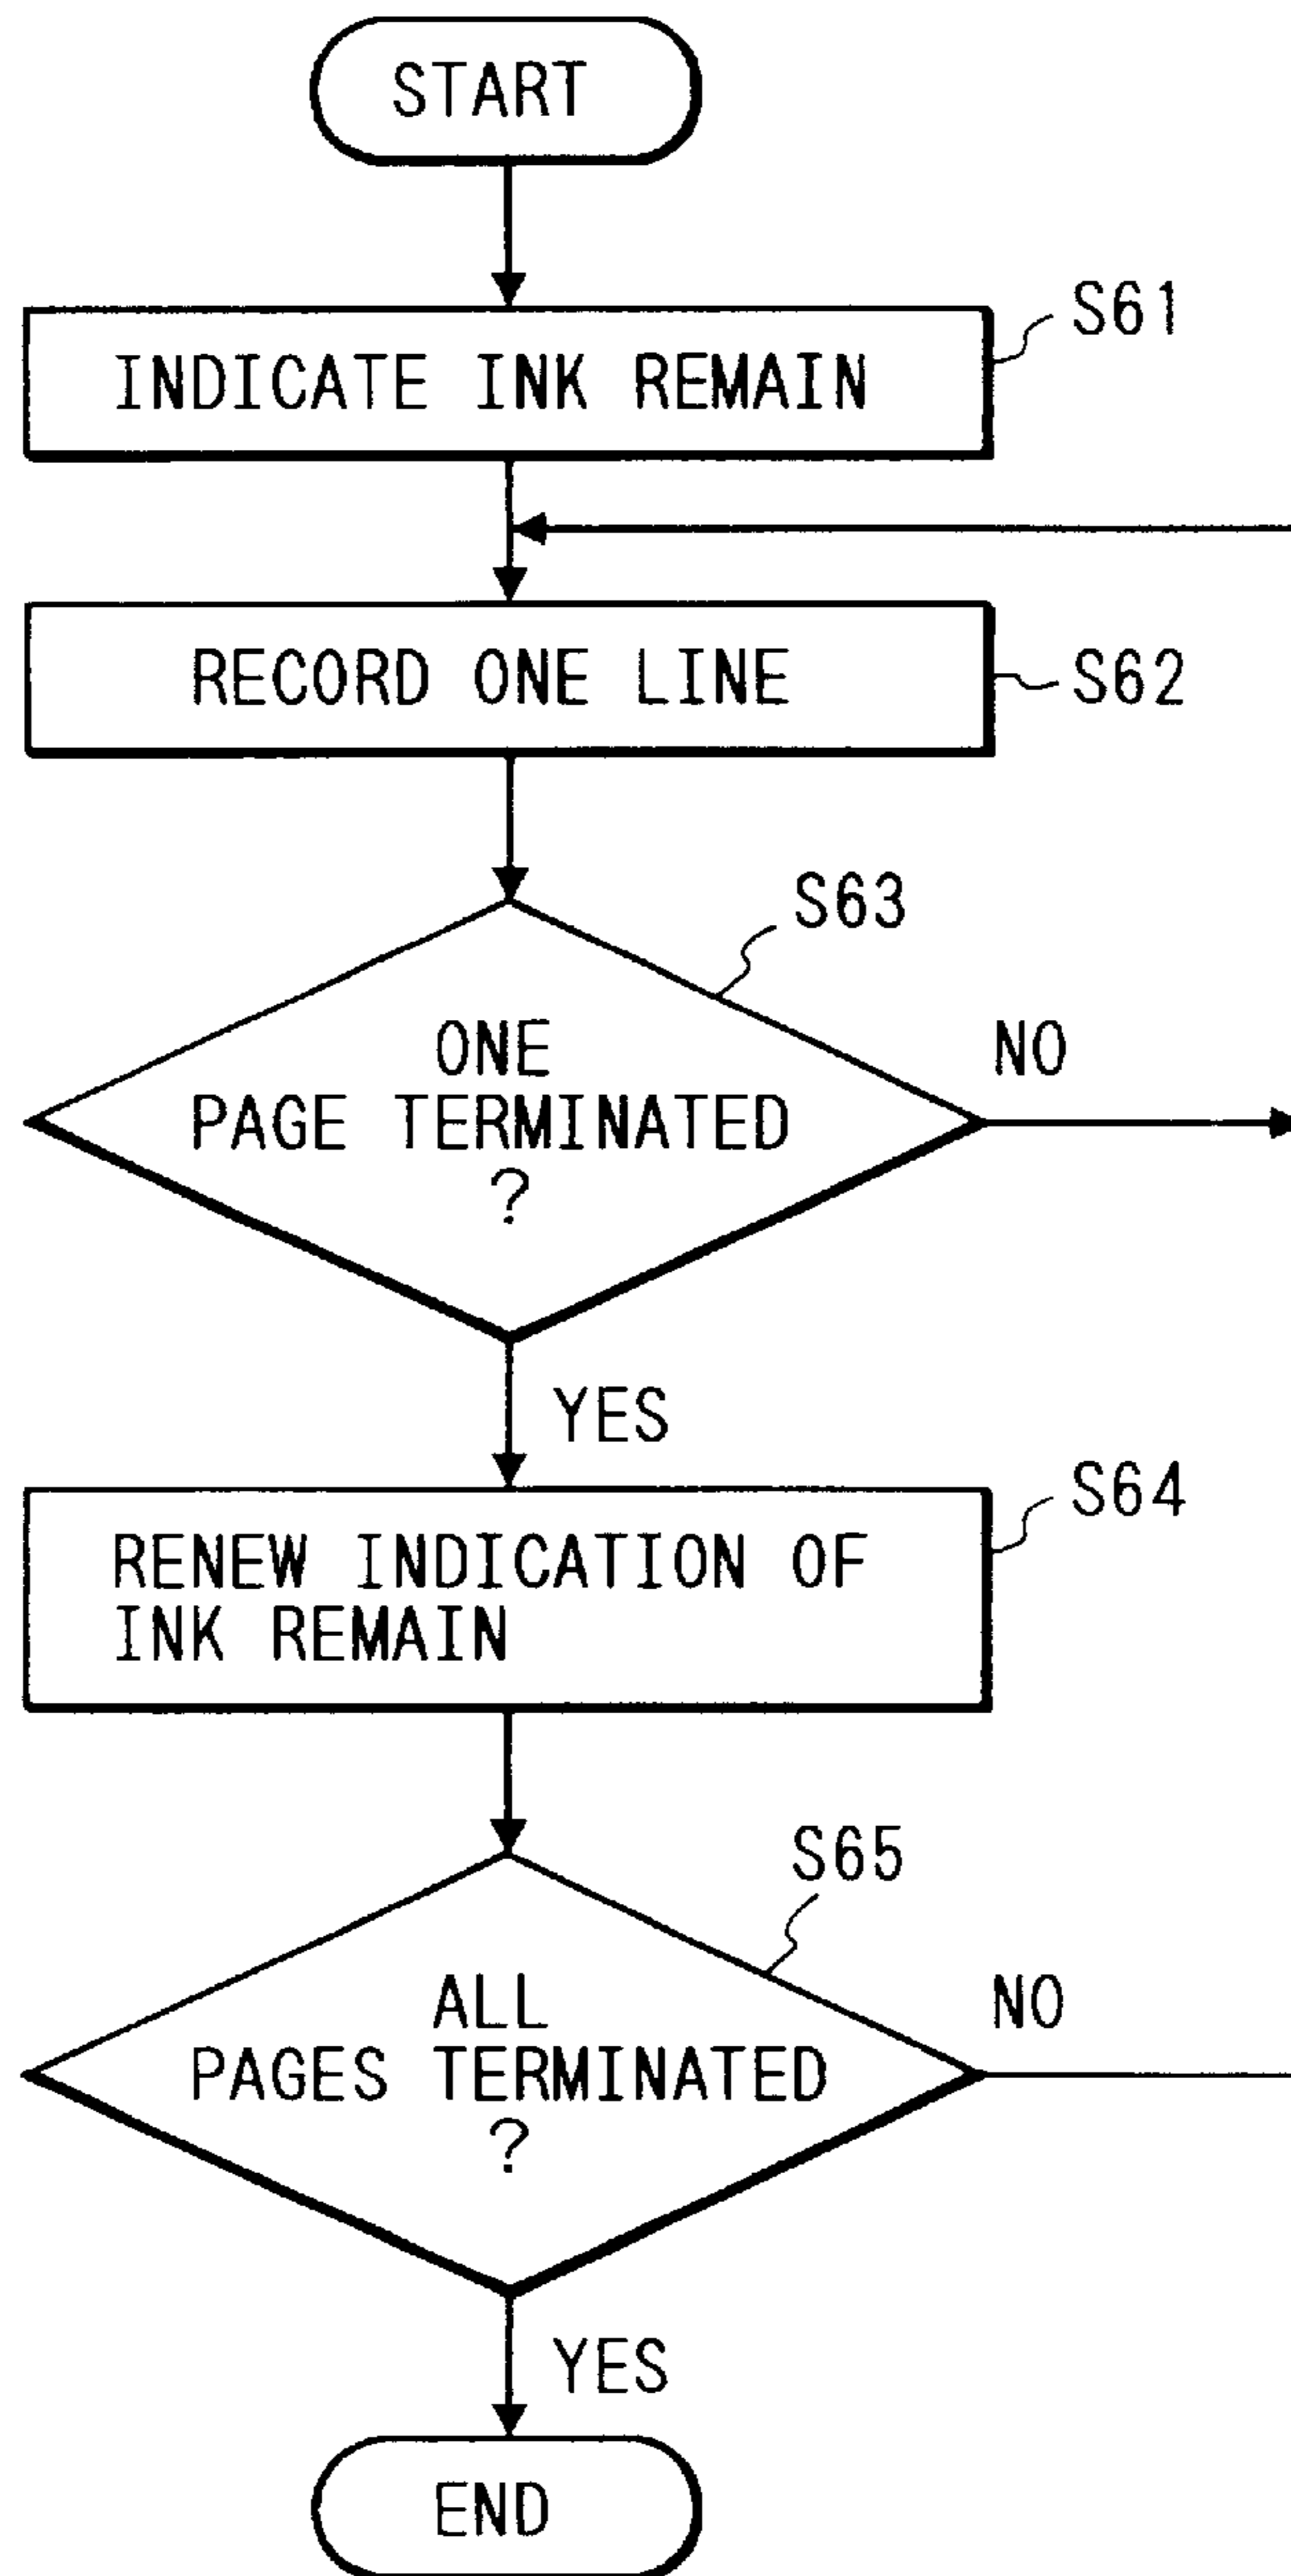 START
INDICATE INK REMAIN
S61
RECORD ONE LINE
S62
S63
ONE
PAGE TERMINATED
?
NO
YES
RENEW INDICATION OF
INK REMAIN
S64
S65
ALL
PAGES TERMINATED
?
NO
YES
END